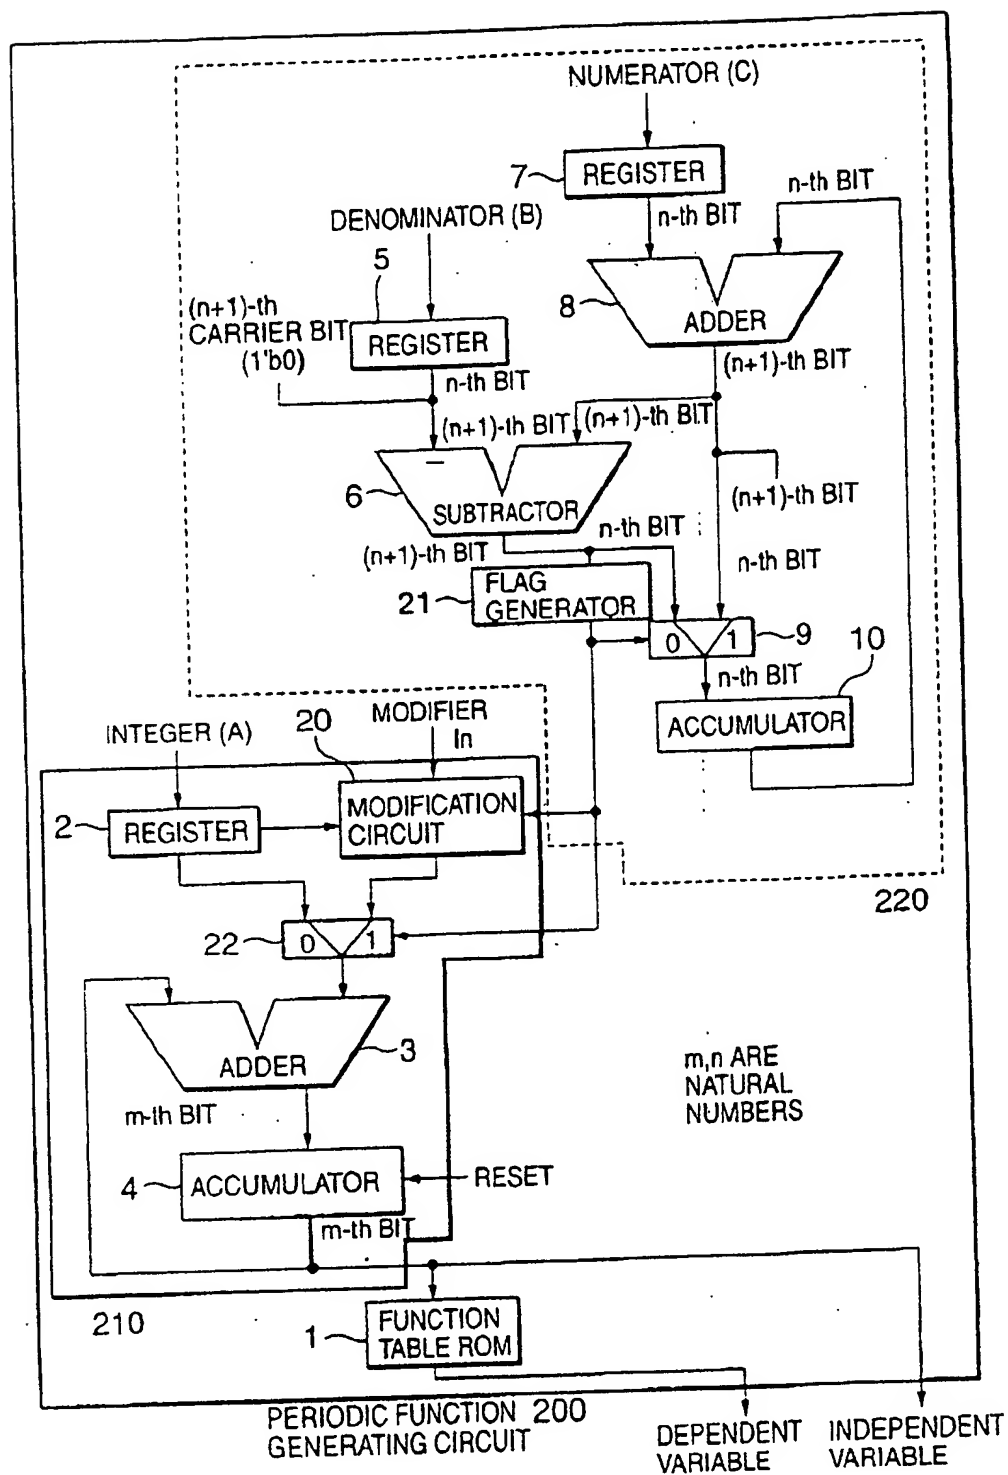 NUMERATOR (C)
7
REGISTER
n-th BIT
n-th BIT
DENOMINATOR (B)
5
8
ADDER
(n+1)-th
CARRIER BIT
(1'b0)
REGISTER
n-th BIT
(n+1)-th BIT
(n+1)-th BIT
(n+1)-th BIT
6
SUBTRACTOR
(n+1)-th BIT
(n+1)-th BIT
n-th BIT
n-th BIT
21
FLAG
GENERATOR
0
1
9
n-th BIT
10
ACCUMULATOR
INTEGER (A)
20
MODIFIER
In
2
REGISTER
MODIFICATION
CIRCUIT
220
22
0
1
ADDER
3
m,n ARE
NATURAL
NUMBERS
m-th BIT
4
ACCUMULATOR
RESET
m-th BIT
210
1
FUNCTION
TABLE ROM
PERIODIC FUNCTION 200
GENERATING CIRCUIT
DEPENDENT
VARIABLE
INDEPENDENT
VARIABLE